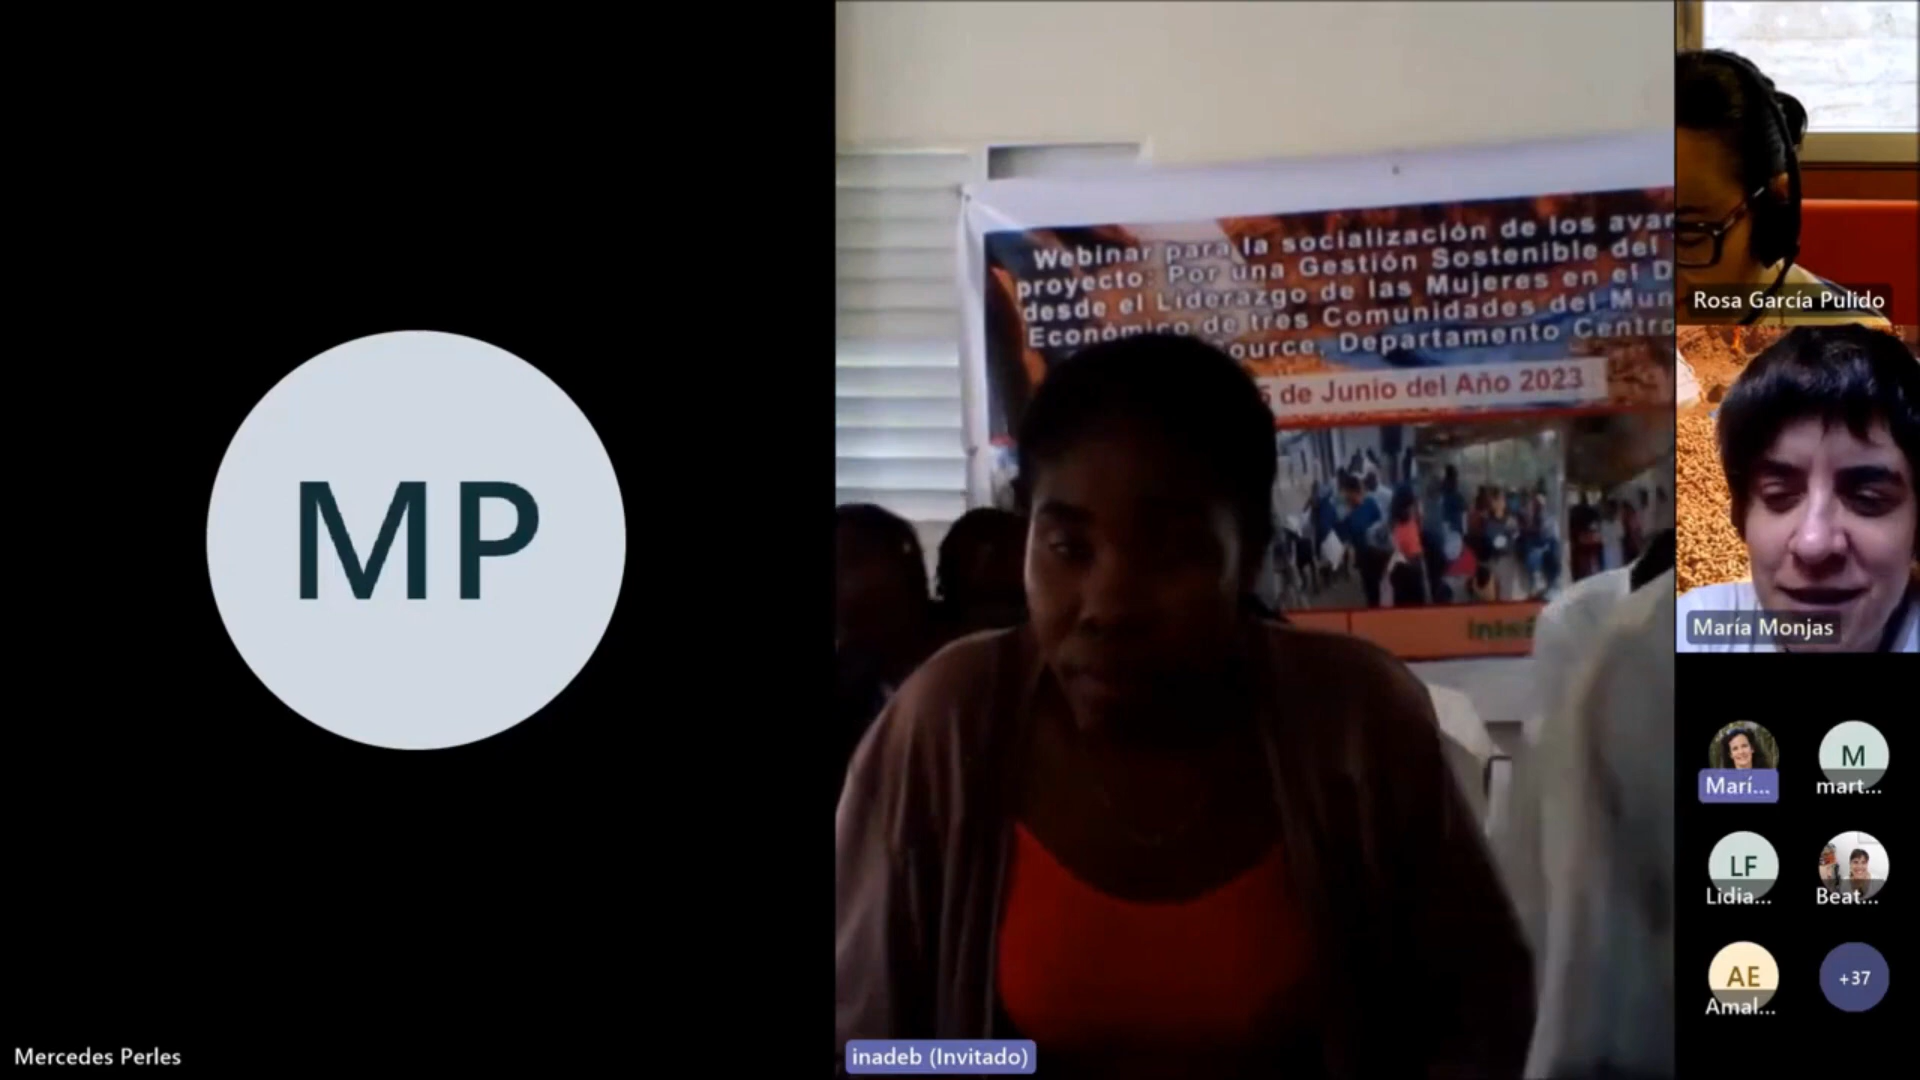 MP
Mercedes Perles
Webinar para la socialización de los avan
proyecto: Por una Gestión Sostenible del
desde el Liderazgo de las Mujeres en el D
Económico de tres Comunidades del Mun
ource, Departamento Centro
5 de Junio del Año 2023
inadeb (Invitado)
Rosa García Pulido
María Monjas
Marí...
M
mart...
LF
Lidia...
Beat...
AE
Amal...
+37